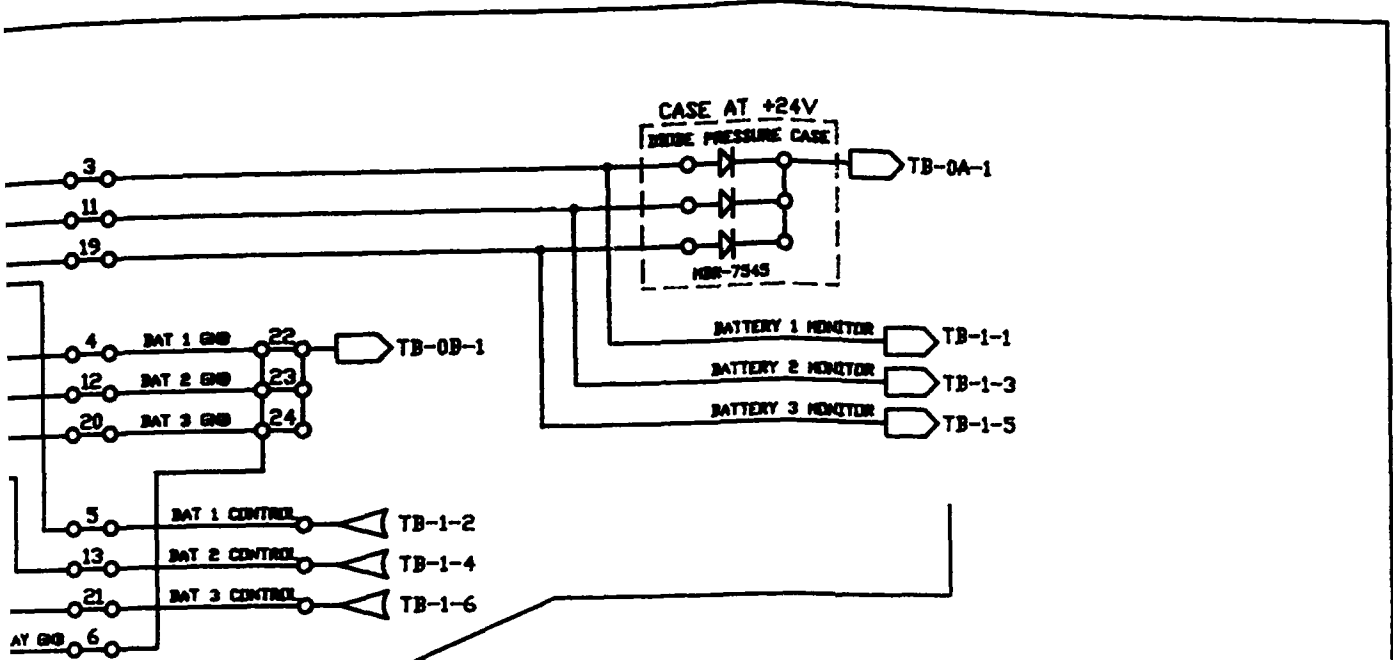 CASE AT +24V
DIODE PRESSURE CASE
3
TB-0A-1
11
19
MBR-7545
4 BAT 1 GND 22 TB-0B-1
BATTERY 1 MONITOR TB-1-1
12 BAT 2 GND 23
BATTERY 2 MONITOR TB-1-3
20 BAT 3 GND 24
BATTERY 3 MONITOR TB-1-5
5 BAT 1 CONTROL TB-1-2
13 BAT 2 CONTROL TB-1-4
21 BAT 3 CONTROL TB-1-6
AY GND 6